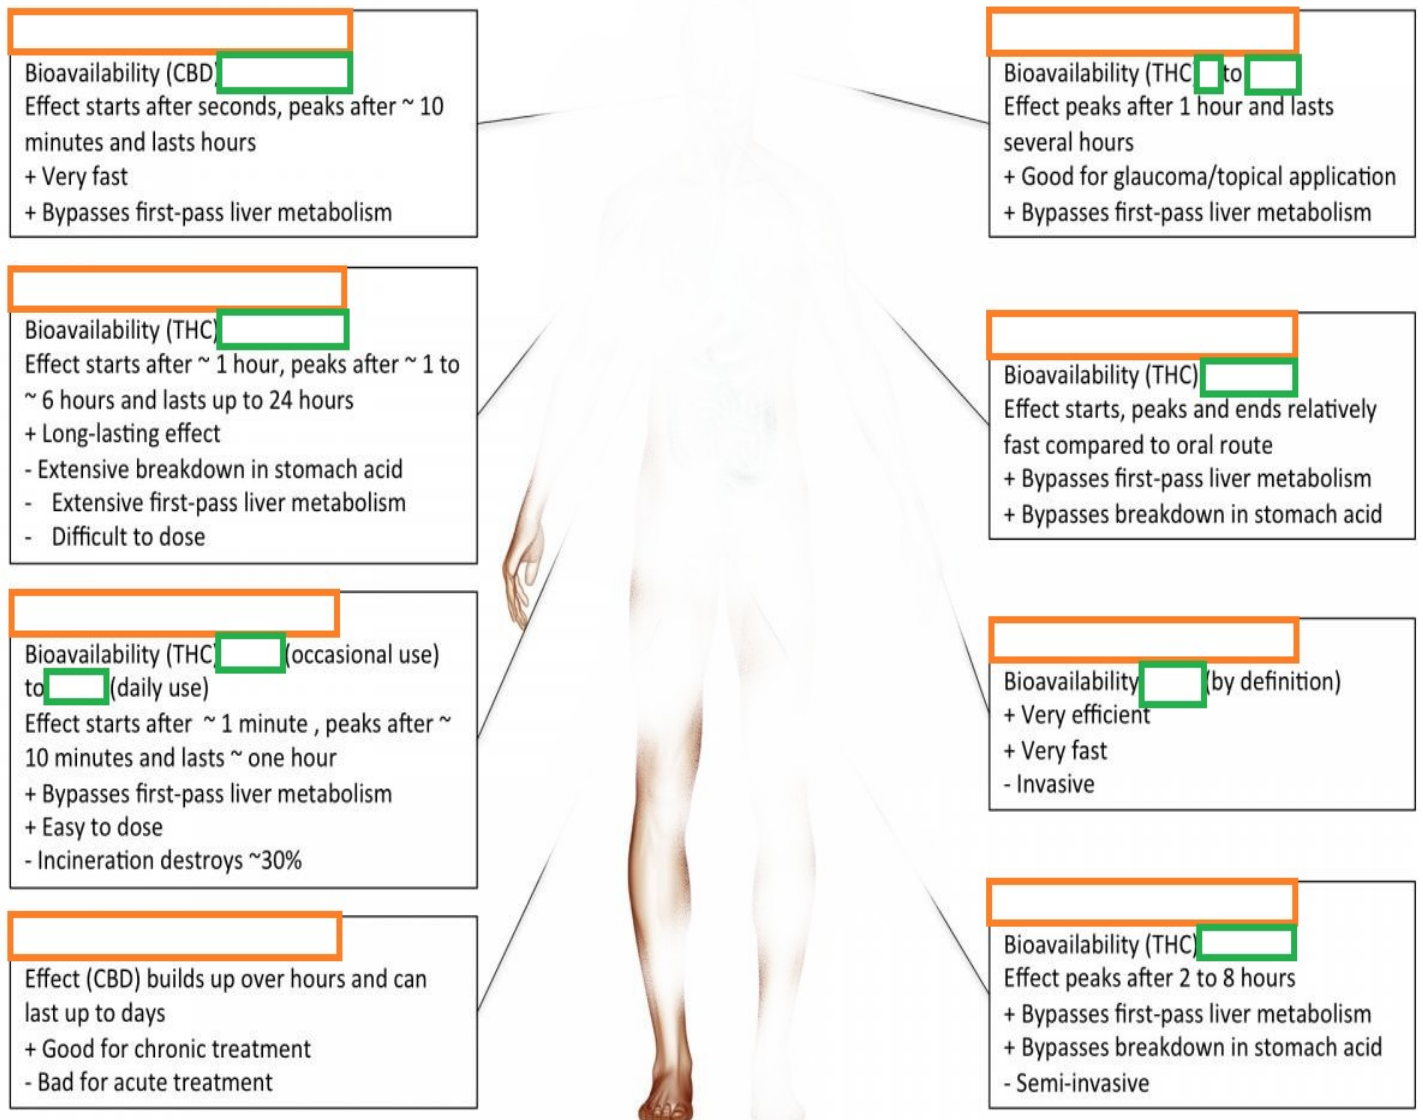 Bioavailability (CBD)
Effect starts after seconds, peaks after ~ 10
minutes and lasts hours
+ Very fast
+ Bypasses first-pass liver metabolism
Bioavailability (THC)
Effect starts after ~ 1 hour, peaks after ~ 1 to
~ 6 hours and lasts up to 24 hours
+ Long-lasting effect
- Extensive breakdown in stomach acid
- Extensive first-pass liver metabolism
- Difficult to dose
Bioavailability (THC) (occasional use)
to (daily use)
Effect starts after ~ 1 minute , peaks after ~
10 minutes and lasts ~ one hour
+ Bypasses first-pass liver metabolism
+ Easy to dose
- Incineration destroys ~30%
Effect (CBD) builds up over hours and can
last up to days
+ Good for chronic treatment
- Bad for acute treatment
Bioavailability (THC to
Effect peaks after 1 hour and lasts
several hours
+ Good for glaucoma/topical application
+ Bypasses first-pass liver metabolism
Bioavailability (THC)
Effect starts, peaks and ends relatively
fast compared to oral route
+ Bypasses first-pass liver metabolism
+ Bypasses breakdown in stomach acid
Bioavailability (by definition)
+ Very efficient
+ Very fast
- Invasive
Bioavailability (THC)
Effect peaks after 2 to 8 hours
+ Bypasses first-pass liver metabolism
+ Bypasses breakdown in stomach acid
- Semi-invasive